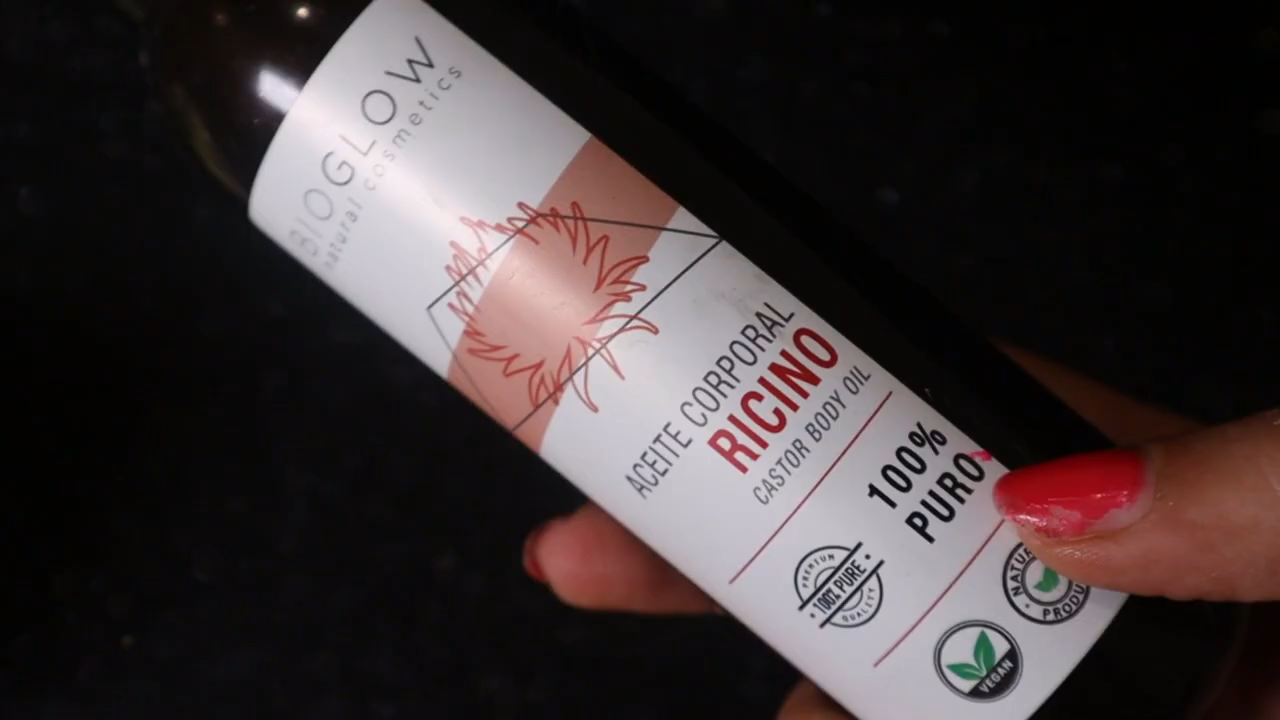 BIOGLOW
natural cosmetics
ACEITE CORPORAL
RICINO
CASTOR BODY OIL
100%
PURO
PREMIUM
100% PURE
QUALITY
VEGAN